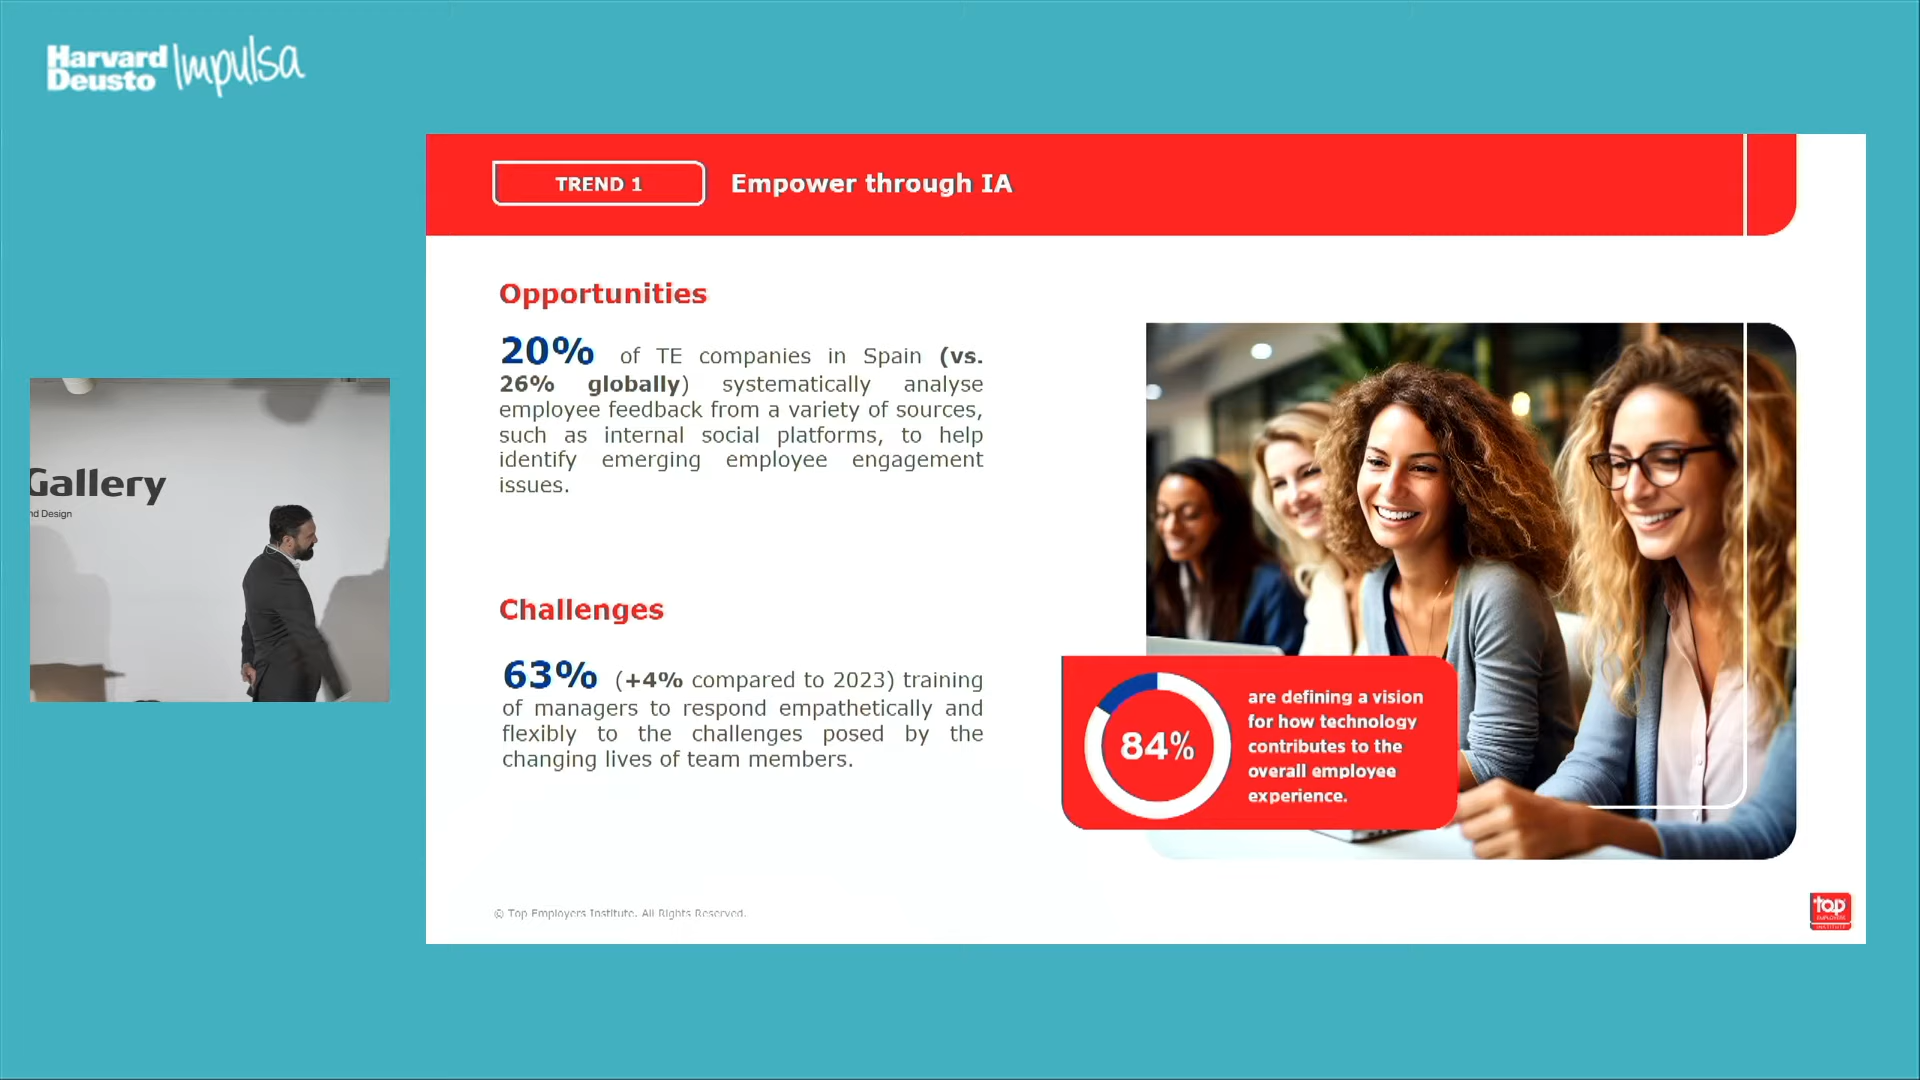 Harvard
Deusto
Impulsa
TREND 1
Empower through IA
Opportunities
20% of TE companies in Spain (vs.
26% globally) systematically analyse
employee feedback from a variety of sources,
such as internal social platforms, to help
identify emerging employee engagement
issues.
Gallery
nd Design
Challenges
63% (+4% compared to 2023) training
of managers to respond empathetically and
flexibly to the challenges posed by the
changing lives of team members.
84%
are defining a vision
for how technology
contributes to the
overall employee
experience.
© Top Employers Institute. All Rights Reserved.
top
EMPLOYERS
INSTITUTE